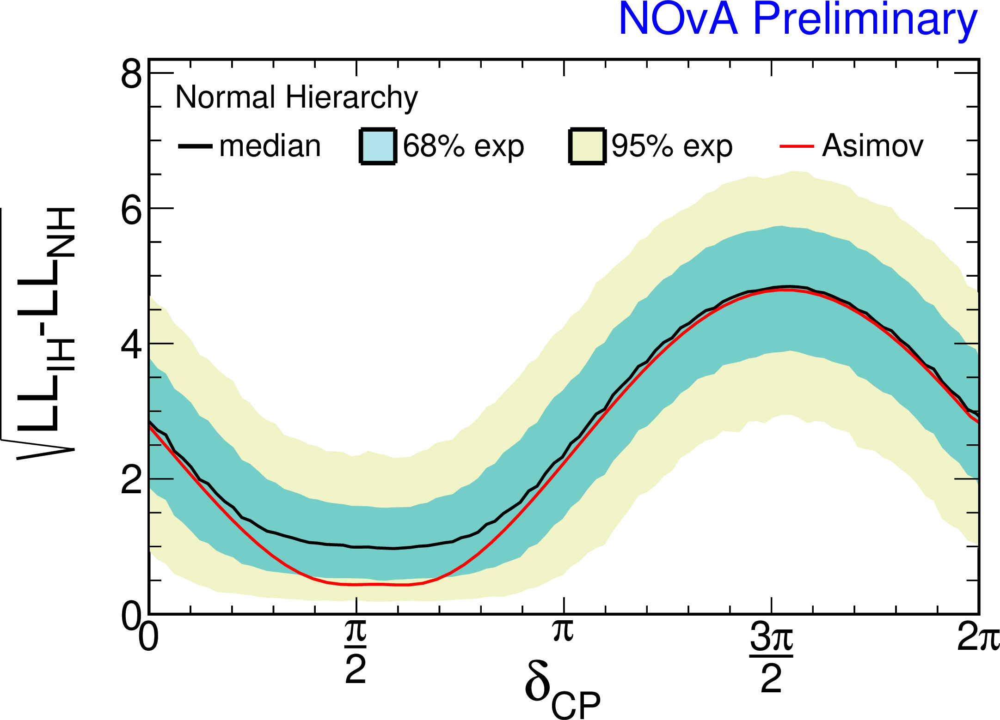 NOvA Preliminary
8
Normal Hierarchy
median 68% exp 95% exp Asimov
6
√LL_IH-LL_NH
4
2
0
0 π/2 π 3π/2 2π
δ_CP